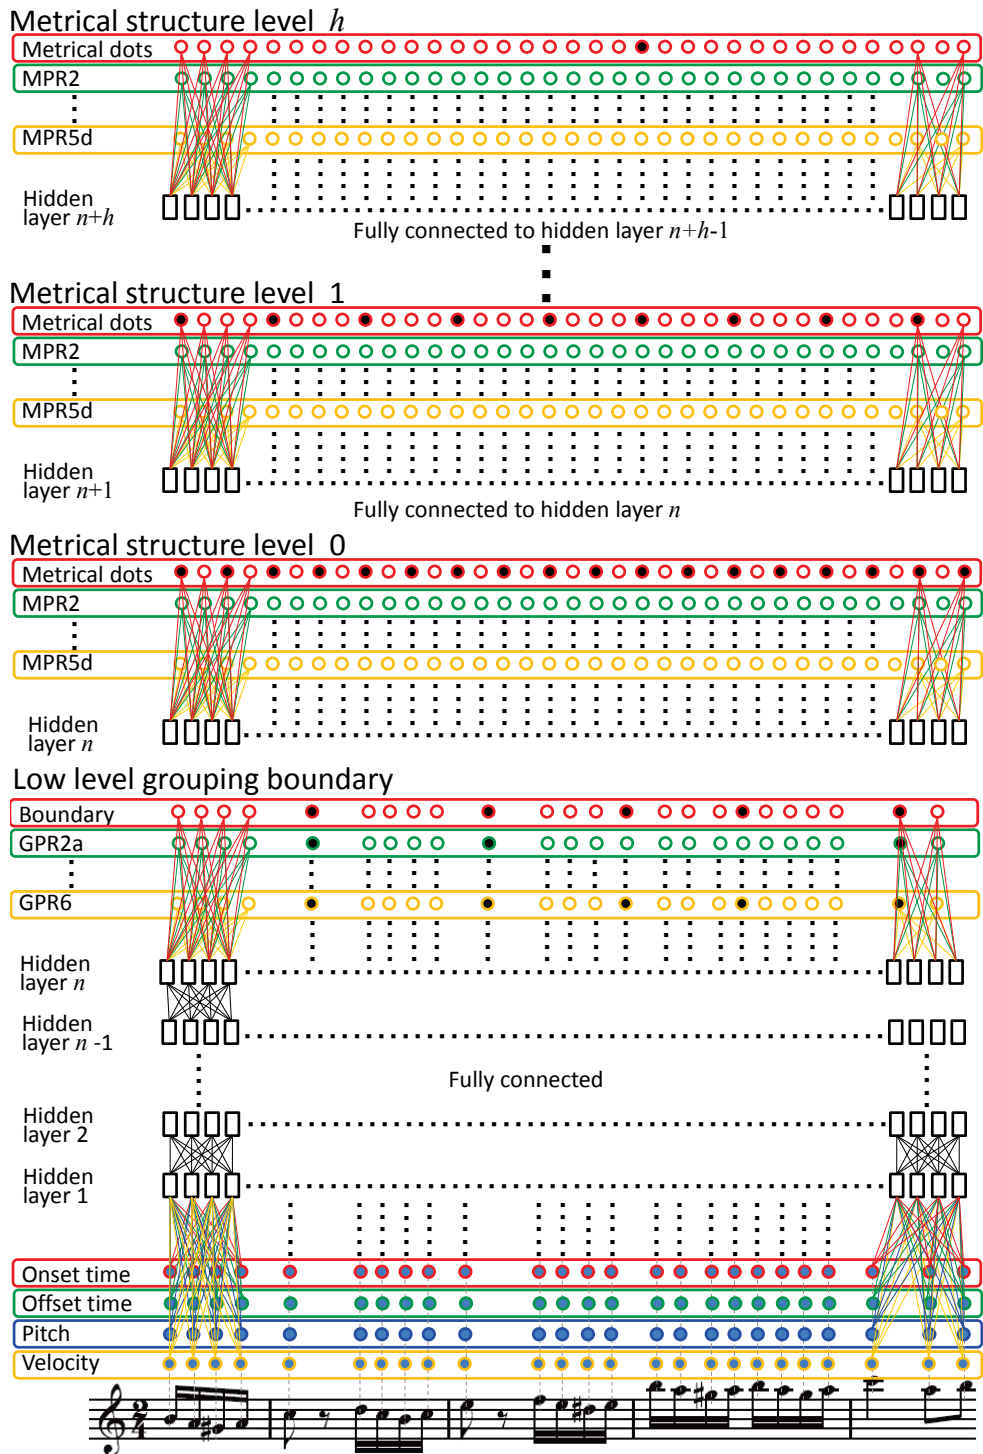 Metrical structure level h
Metrical dots
MPR2
MPR5d
Hidden
layer n+h
Fully connected to hidden layer n+h-1
Metrical structure level 1
Metrical dots
MPR2
MPR5d
Hidden
layer n+1
Fully connected to hidden layer n
Metrical structure level 0
Metrical dots
MPR2
MPR5d
Hidden
layer n
Low level grouping boundary
Boundary
GPR2a
GPR6
Hidden
layer n
Hidden
layer n -1
Fully connected
Hidden
layer 2
Hidden
layer 1
Onset time
Offset time
Pitch
Velocity
2
4